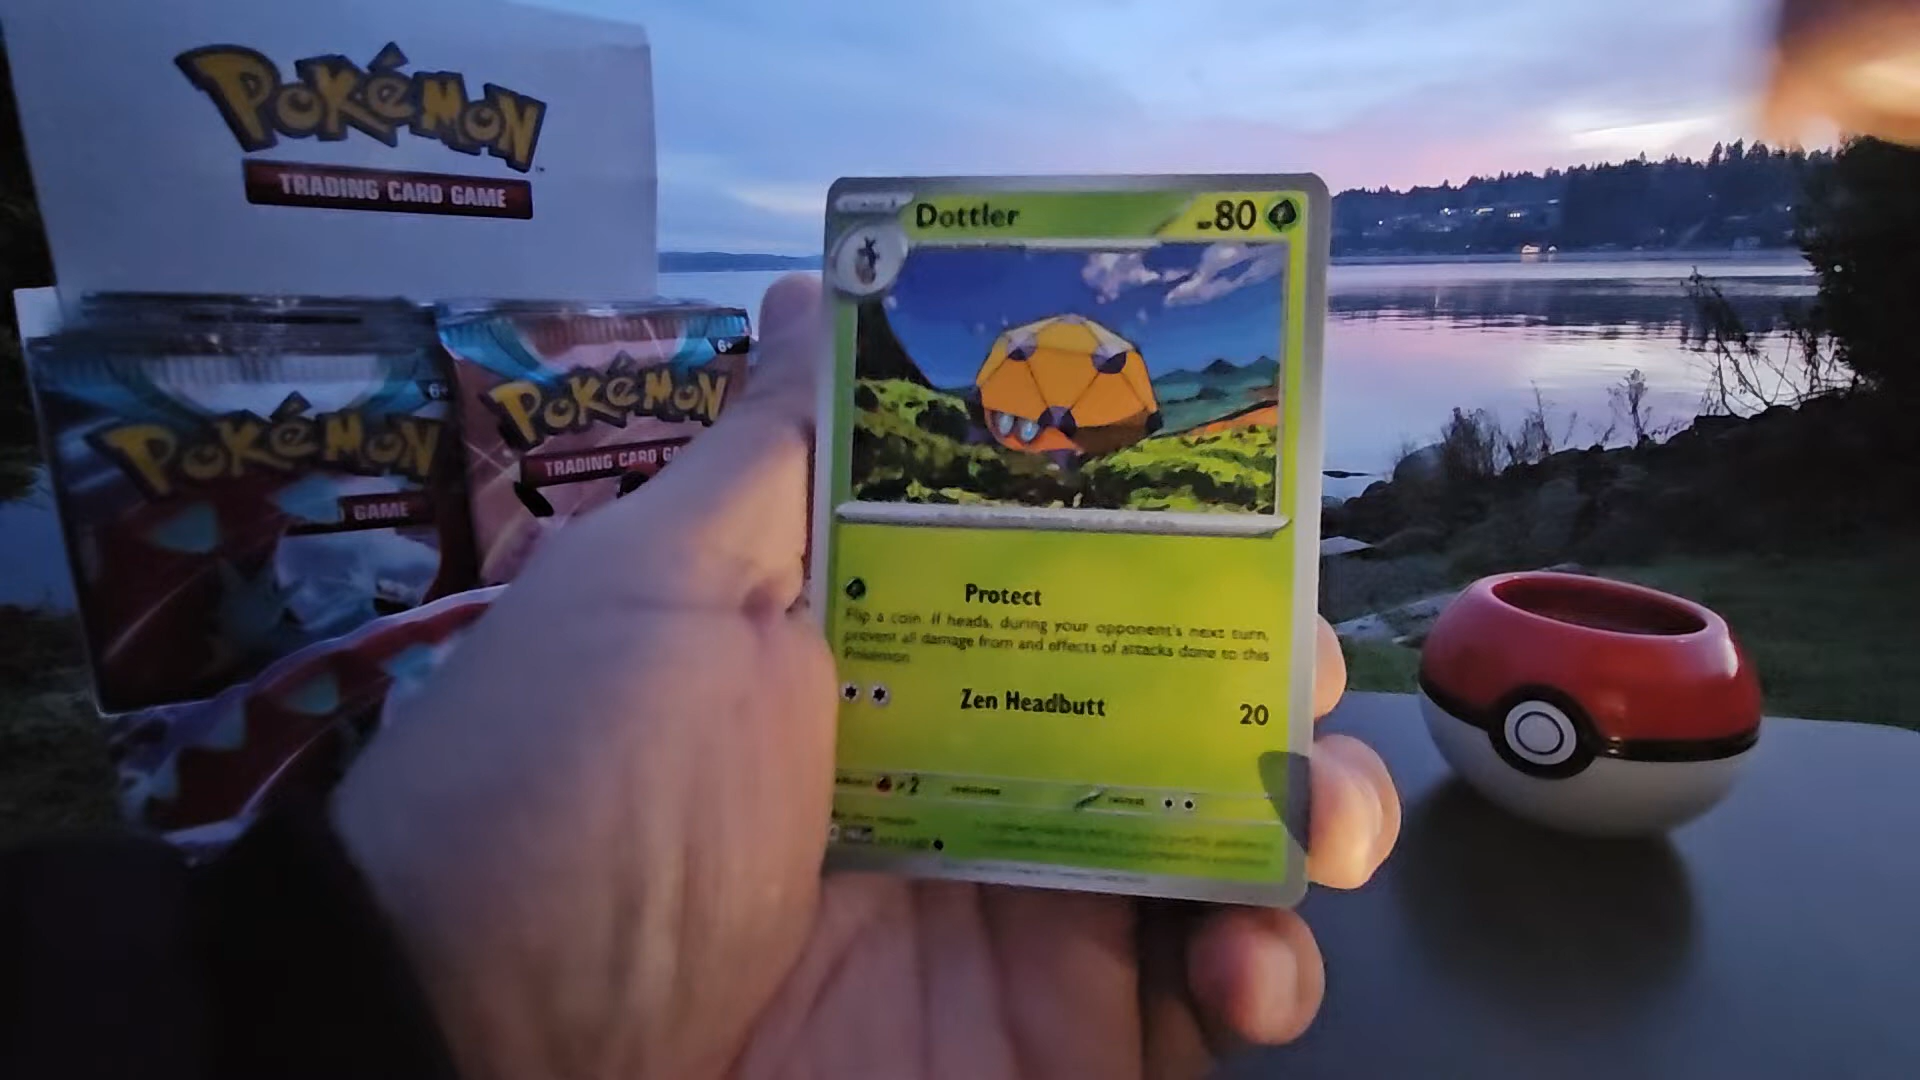 POKéMON
TRADING CARD GAME
6+
POKéMON
GAME
6+
POKéMON
TRADING CARD GA
Dottler
80
Protect
Flip a coin. If heads, during your opponent's next turn,
prevent all damage from and effects of attacks done to this
Pokémon.
Zen Headbutt
20
×2